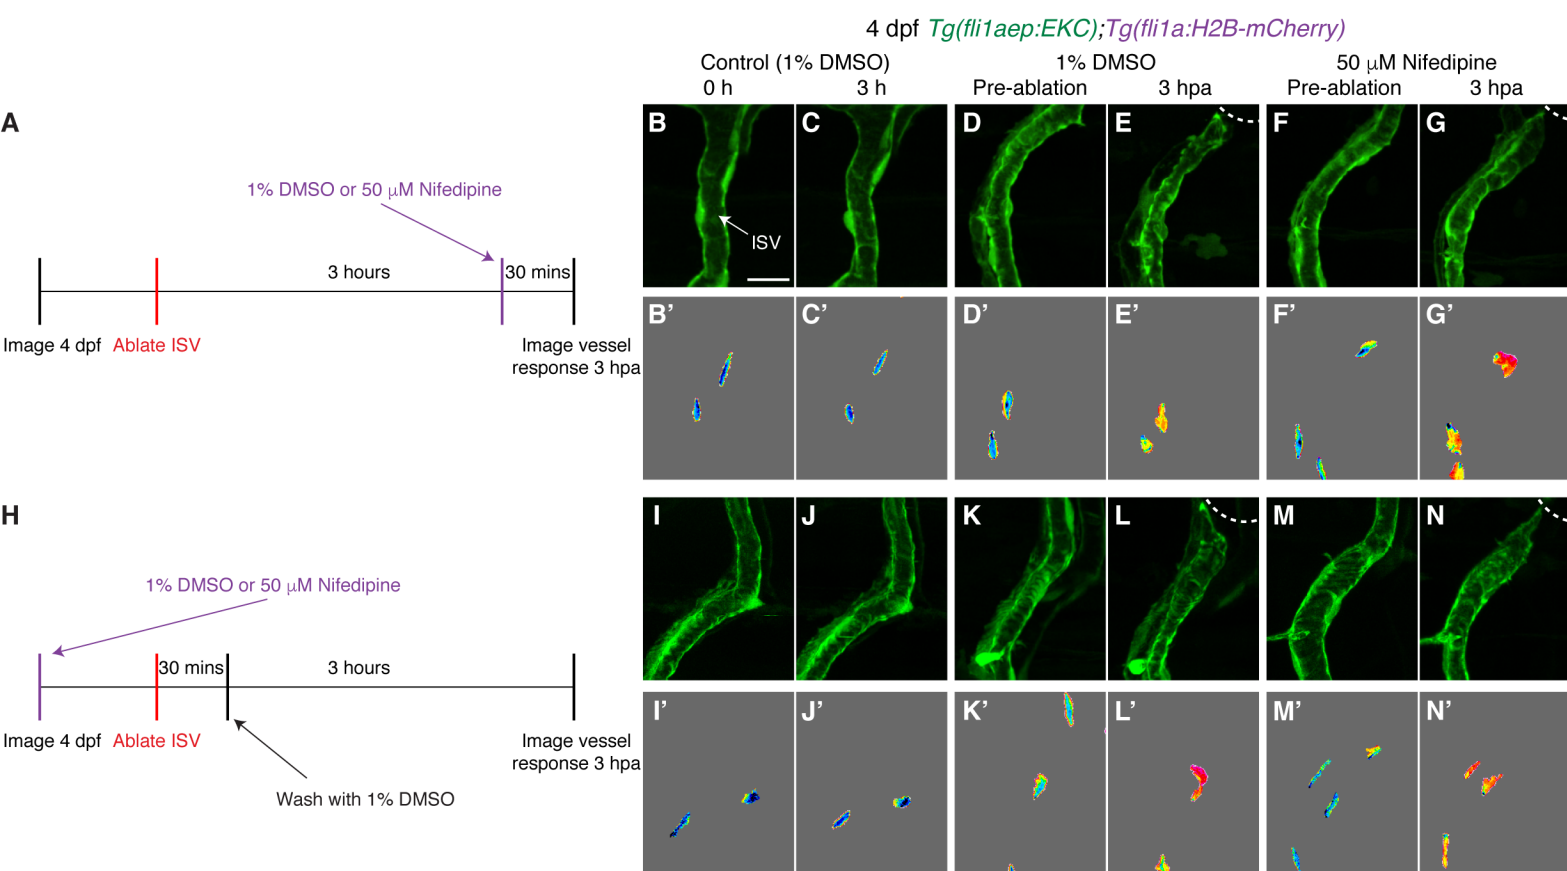 4 dpf Tg(fli1aep:EKC);Tg(fli1a:H2B-mCherry)
Control (1% DMSO)
1% DMSO
50 μM Nifedipine
0 h
3 h
Pre-ablation
3 hpa
Pre-ablation
3 hpa
A
1% DMSO or 50 μM Nifedipine
3 hours
30 mins
Image 4 dpf
Ablate ISV
Image vessel
response 3 hpa
B
C
D
E
F
G
ISV
B’
C’
D’
E’
F’
G’
H
1% DMSO or 50 μM Nifedipine
30 mins
3 hours
Image 4 dpf
Ablate ISV
Image vessel
response 3 hpa
Wash with 1% DMSO
I
J
K
L
M
N
I’
J’
K’
L’
M’
N’